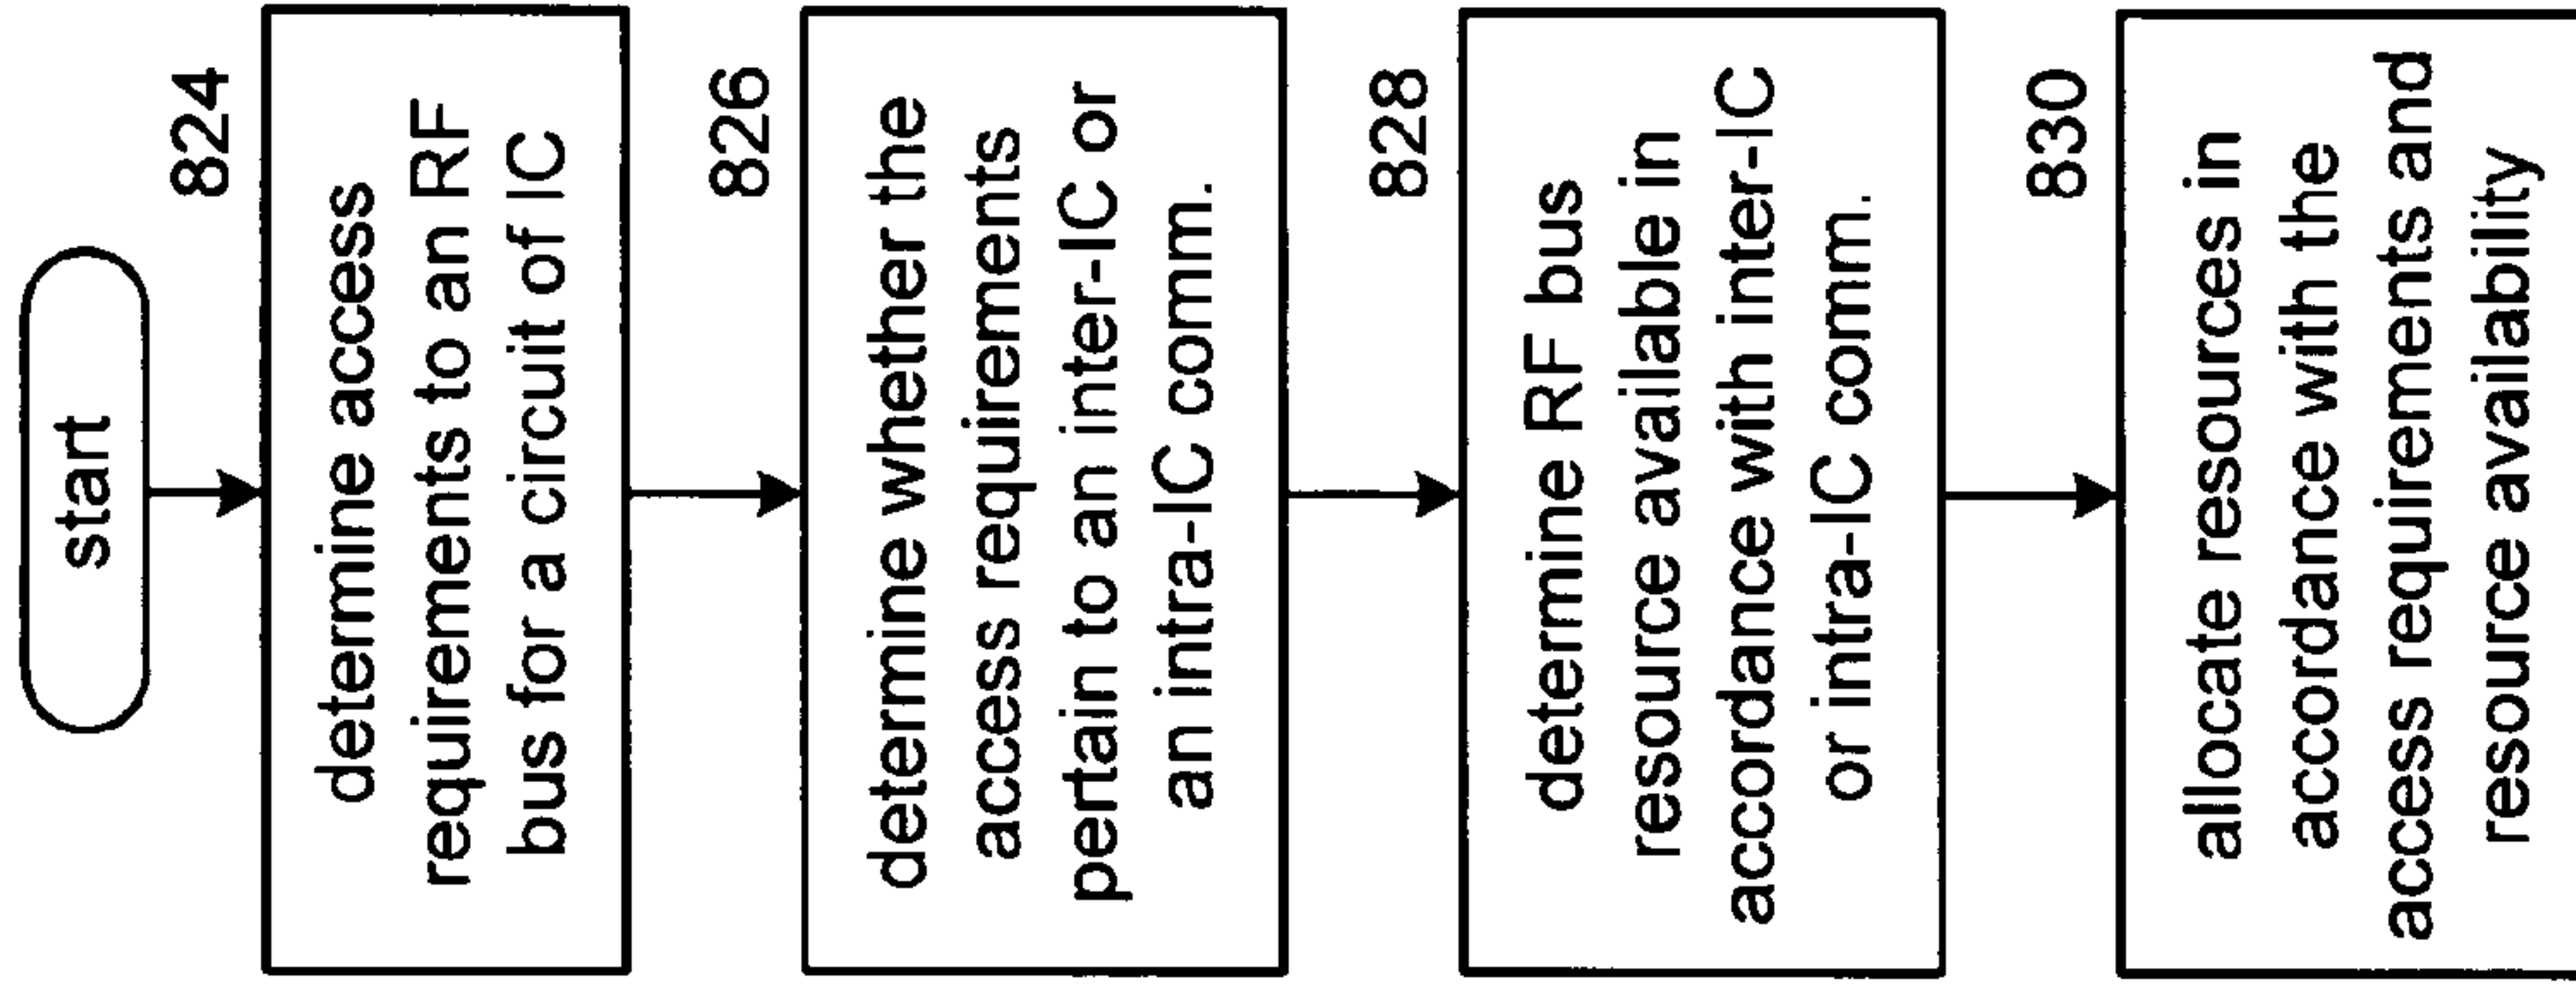 start
824
determine access
requirements to an RF
bus for a circuit of IC
826
determine whether the
access requirements
pertain to an inter-IC or
an intra-IC comm.
828
determine RF bus
resource available in
accordance with inter-IC
or intra-IC comm.
830
allocate resources in
accordance with the
access requirements and
resource availability